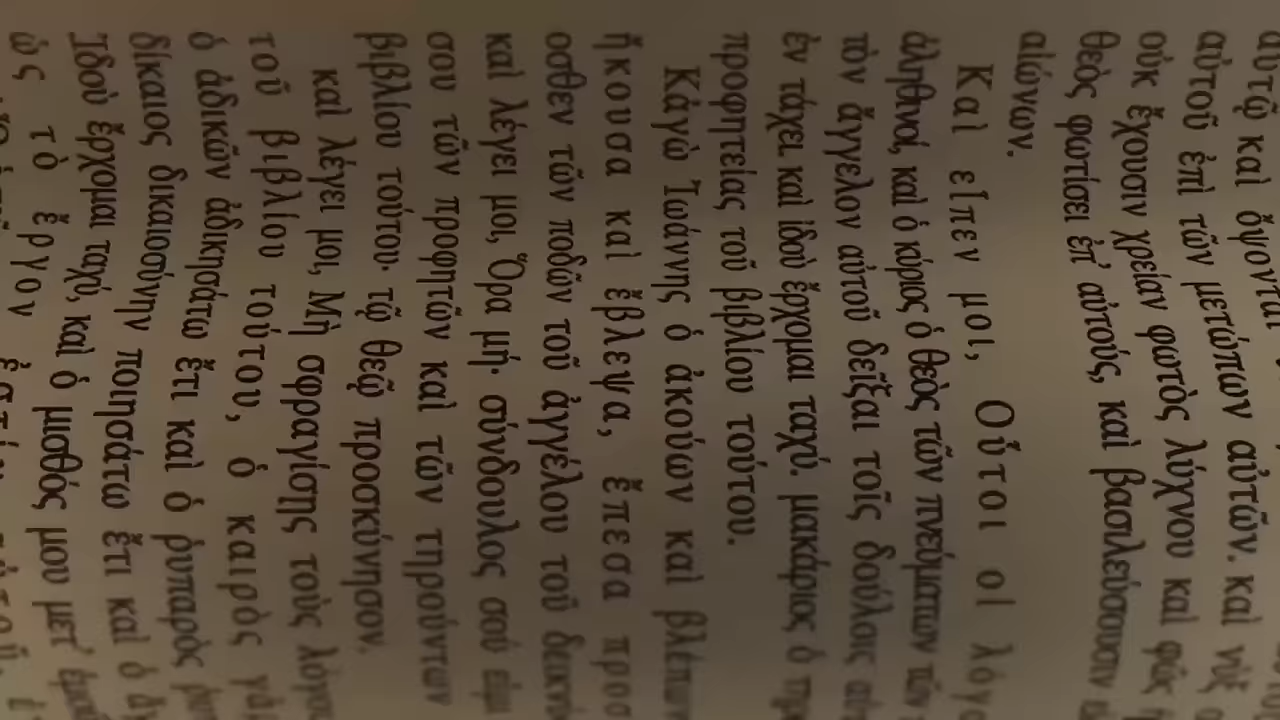 αὐτῷ καὶ ὄψονται
αὐτοῦ ἐπὶ τῶν μετώπων αὐτῶν. καὶ νὺξ
οὐκ ἔχουσιν χρείαν φωτὸς λύχνου καὶ φῶς
θεὸς φωτίσει ἐπ' αὐτούς, καὶ βασιλεύσουσιν
αἰώνων.
Καὶ εἶπεν μοι, Οὗτοι οἱ
ἀληθινοί, καὶ ὁ κύριος ὁ θεὸς τῶν πνευμάτων τῶν
τὸν ἄγγελον αὐτοῦ δεῖξαι τοῖς δούλοις
ἐν τάχει. καὶ ἰδοὺ ἔρχομαι ταχύ. μακάριος ὁ
προφητείας τοῦ βιβλίου τούτου.
Κἀγὼ Ἰωάννης ὁ ἀκούων καὶ βλέπων
ἤκουσα καὶ ἔβλεψα, ἔπεσα
οσθεν τῶν ποδῶν τοῦ ἀγγέλου τοῦ
καὶ λέγει μοι, Ὅρα μή· σύνδουλος σού εἰμι
σου τῶν προφητῶν καὶ τῶν τηρούντων
βιβλίου τούτου· τῷ θεῷ προσκύνησον.
καὶ λέγει μοι, Μὴ σφραγίσῃς τοὺς
τοῦ βιβλίου τούτου, ὁ καιρὸς
ὁ ἀδικῶν ἀδικησάτω ἔτι καὶ ὁ ῥυπαρὸς
δίκαιος δικαιοσύνην ποιησάτω ἔτι καὶ ὁ
Ἰδοὺ ἔρχομαι ταχύ, καὶ ὁ μισθός μου μετ'
ὡς τὸ ἔργον